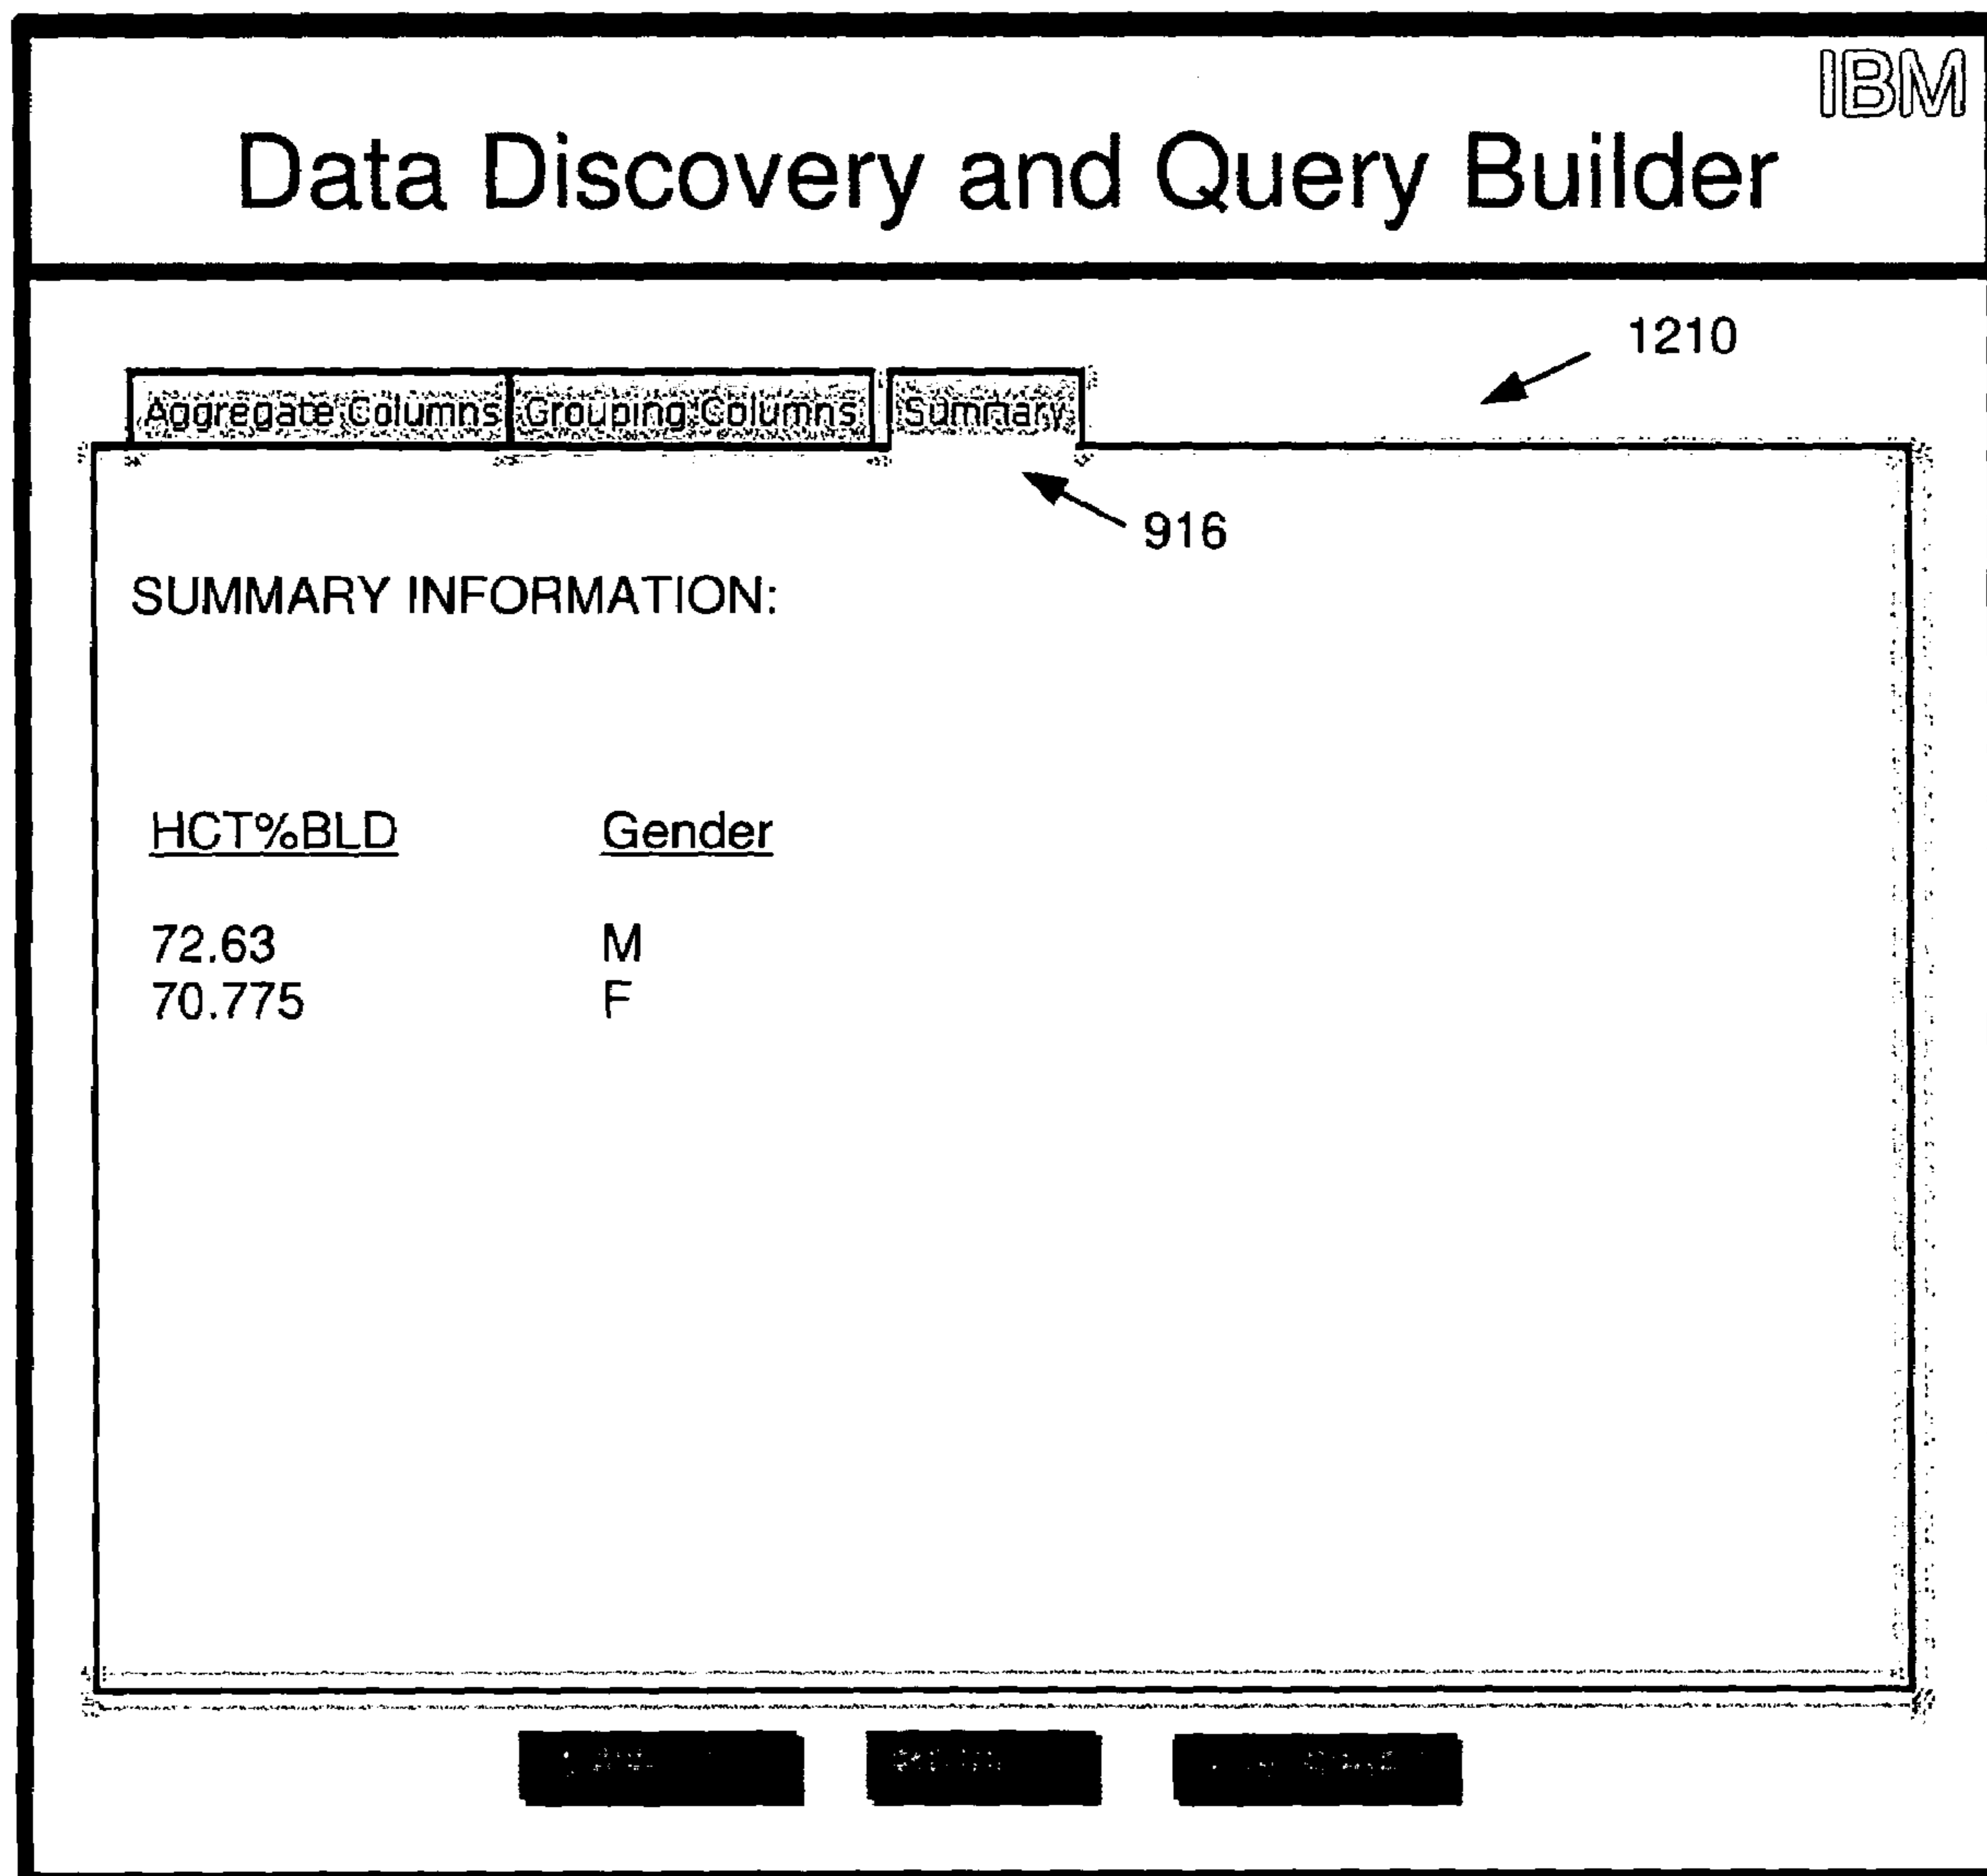 IBM
Data Discovery and Query Builder
1210
Aggregate Columns Grouping Columns Summary
916
SUMMARY INFORMATION:
HCT%BLD Gender
72.63 M
70.775 F